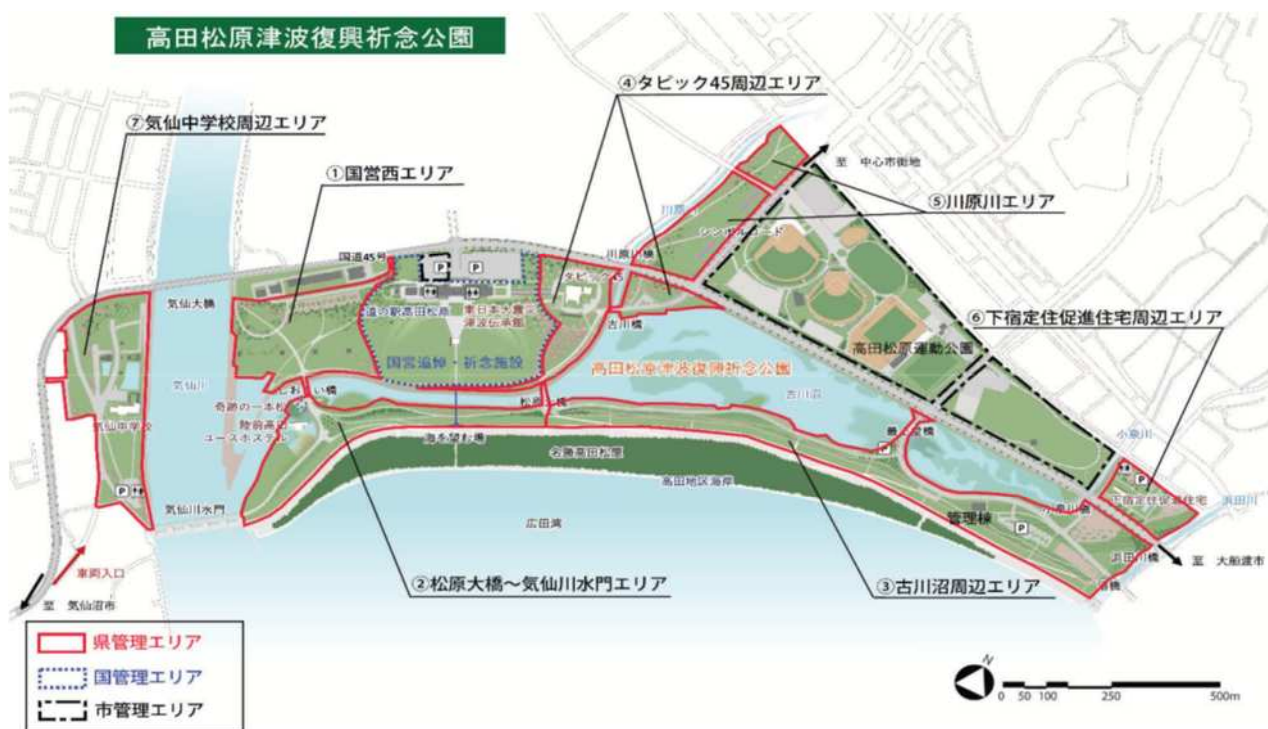 高田松原津波復興祈念公園
④タピック45周辺エリア
⑦気仙中学校周辺エリア
①国営西エリア
至 中心市街地
⑤川原川エリア
国道45号
川原川橋
タピック45
気仙大橋
道の駅高田松原
東日本大震災
津波伝承館
古川橋
⑥下宿定住促進住宅周辺エリア
高田松原運動公園
国営追悼・祈念施設
高田松原津波復興祈念公園
気仙川
古川沼
奇跡の一本松
陸前高田
ユースホステル
気仙中学校
小泉川
海を望む場
名勝高田松原
高田地区海岸
下宿定住促進住宅
浜田川
気仙川水門
広田湾
管理棟
浜田川橋
車両入口
②松原大橋〜気仙川水門エリア
③古川沼周辺エリア
至 大船渡市
至 気仙沼市
県管理エリア
国管理エリア
市管理エリア
N
0 50 100 250 500m